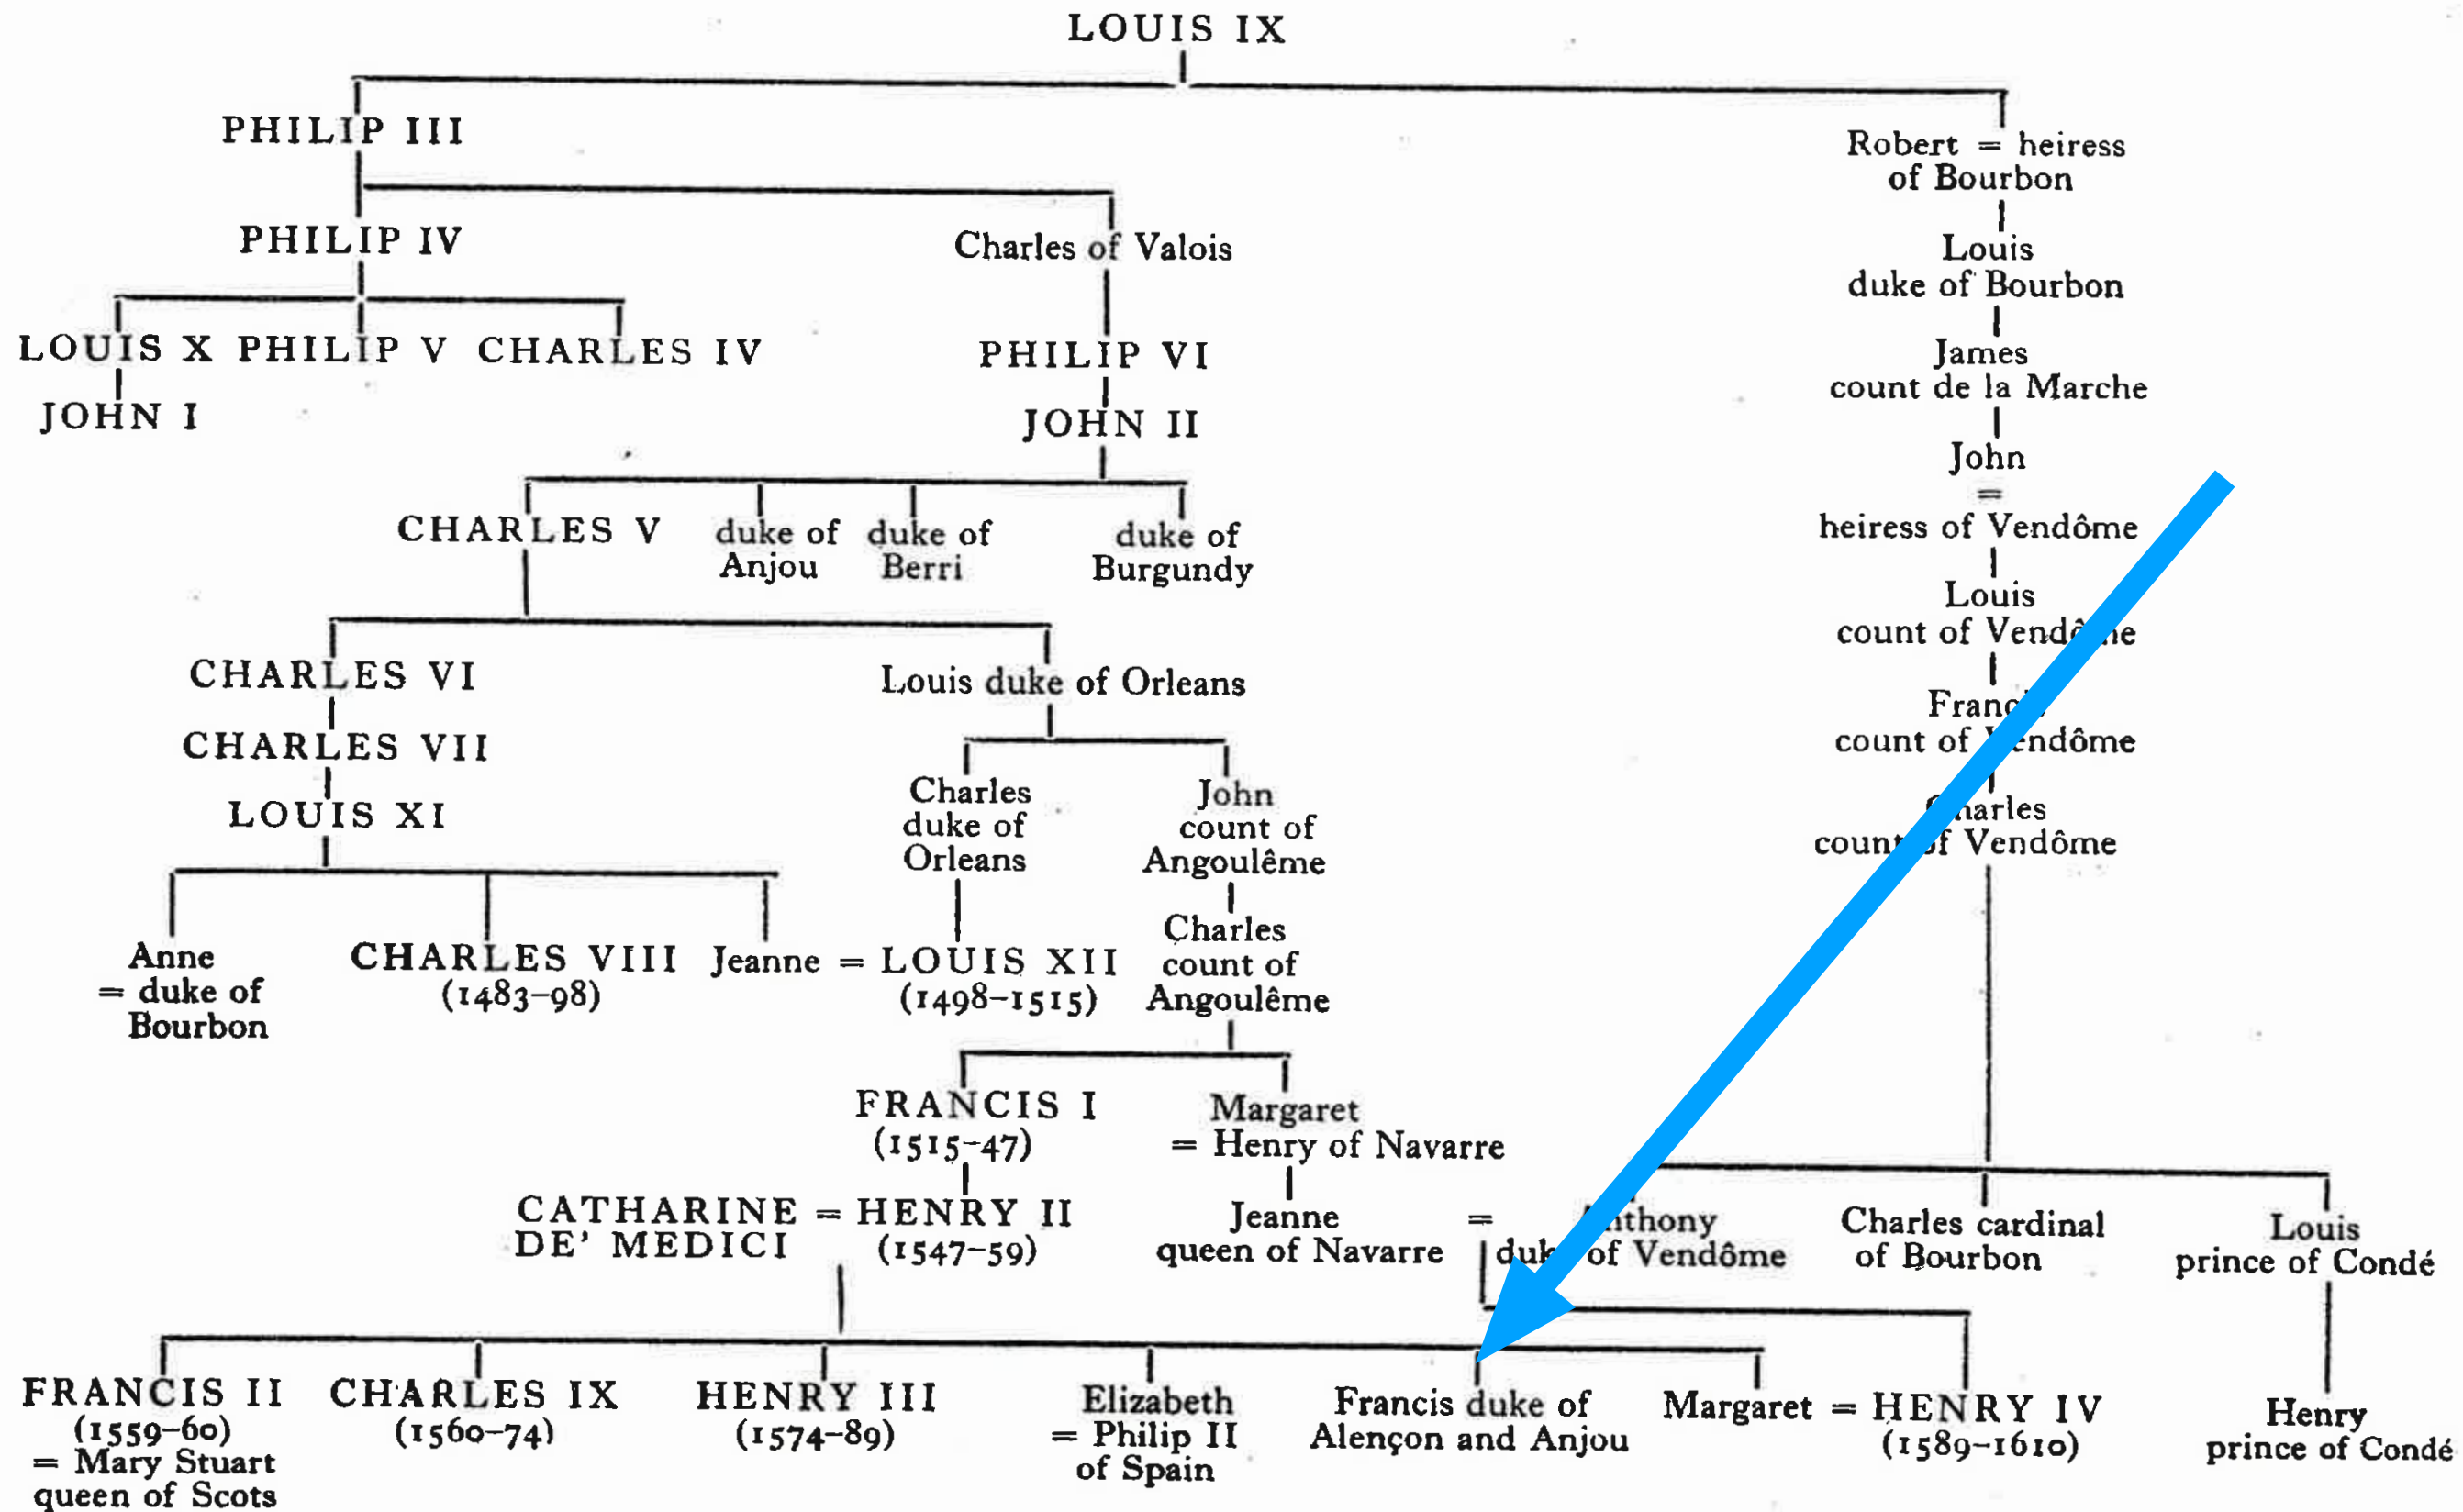 LOUIS IX
PHILIP III
Robert = heiress
of Bourbon
PHILIP IV
Charles of Valois
Louis
duke of Bourbon
LOUIS X PHILIP V CHARLES IV
PHILIP VI
James
count de la Marche
JOHN I
JOHN II
John
=
heiress of Vendôme
CHARLES V
duke of
Anjou
duke of
Berri
duke of
Burgundy
Louis
count of Vendôme
CHARLES VI
Louis duke of Orleans
Francis
count of Vendôme
CHARLES VII
LOUIS XI
Charles
duke of
Orleans
John
count of
Angoulême
Charles
count of Vendôme
Anne
= duke of
Bourbon
CHARLES VIII
(1483–98)
Jeanne = LOUIS XII
(1498–1515)
Charles
count of
Angoulême
FRANCIS I
(1515–47)
Margaret
= Henry of Navarre
CATHARINE = HENRY II
DE' MEDICI (1547–59)
Jeanne =
queen of Navarre
Anthony
duke of Vendôme
Charles cardinal
of Bourbon
Louis
prince of Condé
FRANCIS II
(1559–60)
= Mary Stuart
queen of Scots
CHARLES IX
(1560–74)
HENRY III
(1574–89)
Elizabeth
= Philip II
of Spain
Francis duke of
Alençon and Anjou
Margaret = HENRY IV
(1589–1610)
Henry
prince of Condé